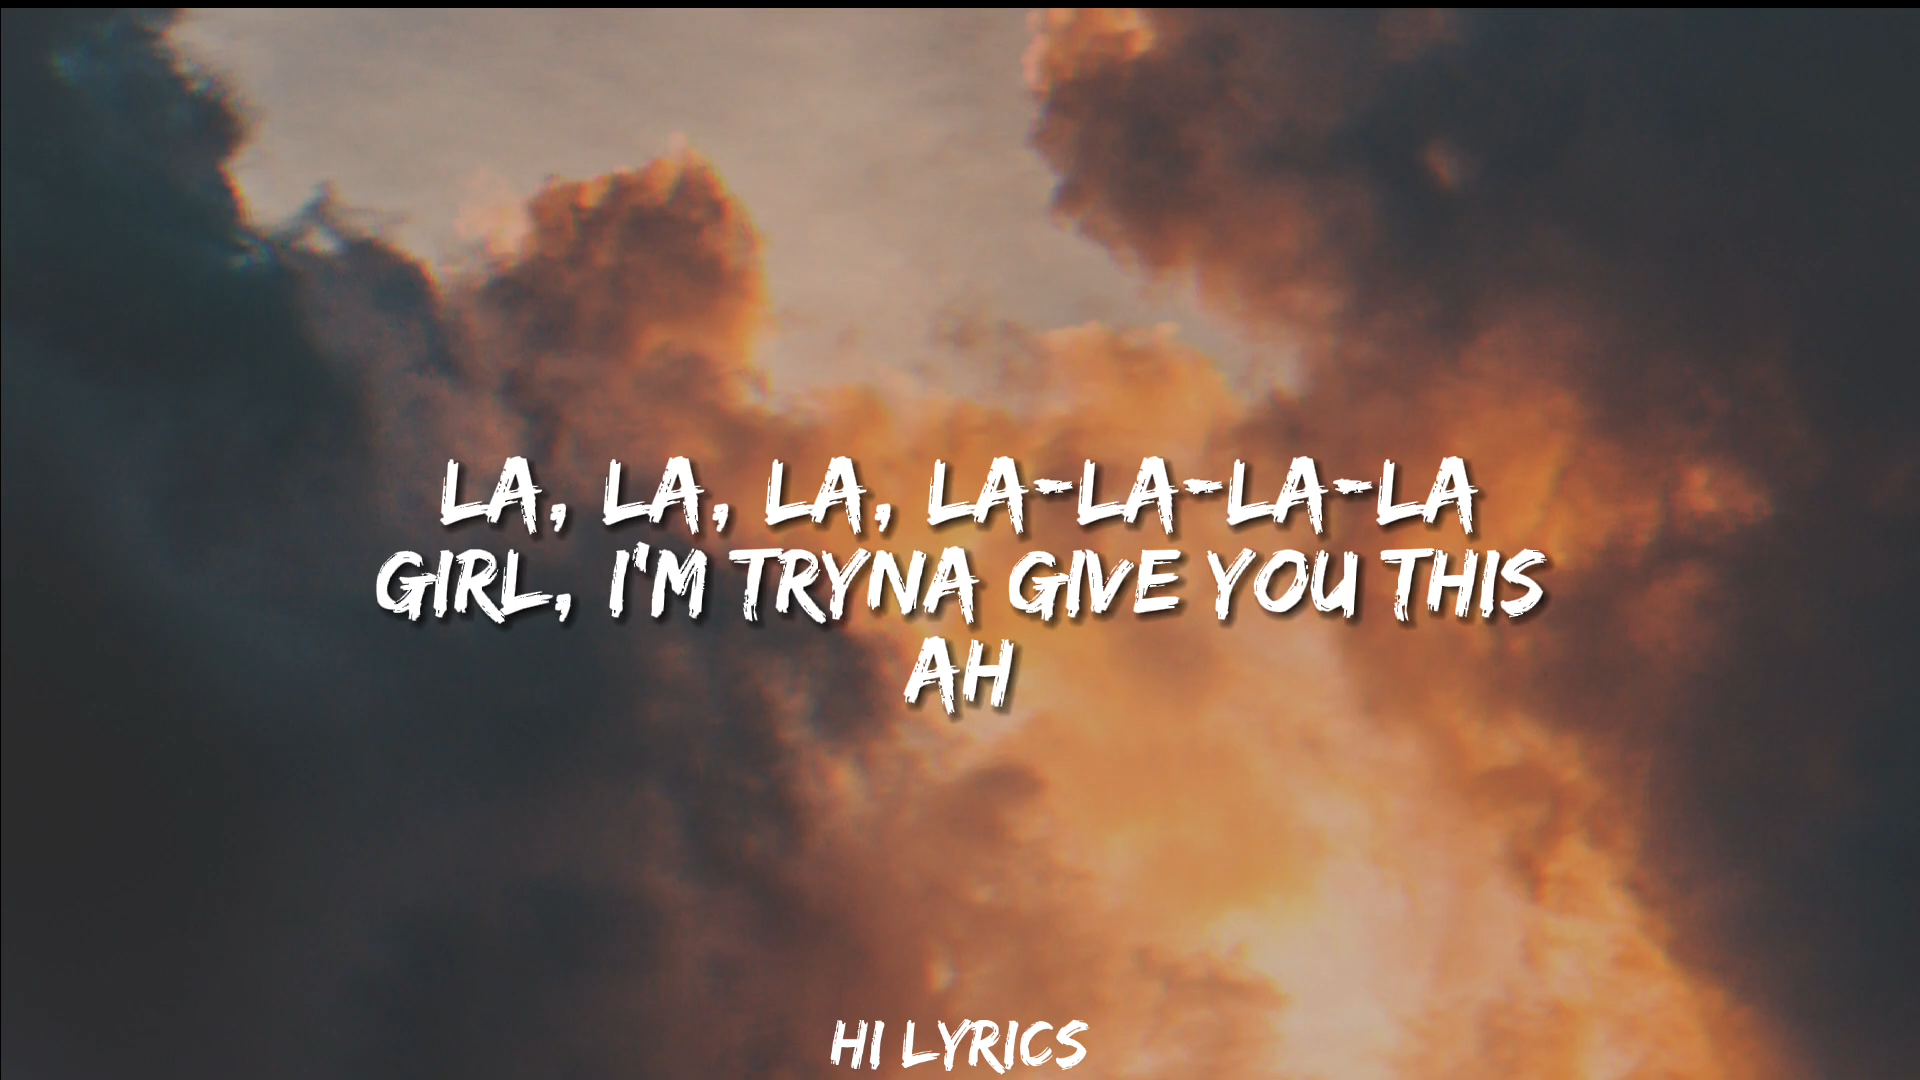 LA, LA, LA, LA-LA-LA-LA
GIRL, I'M TRYNA GIVE YOU THIS
AH
HI LYRICS